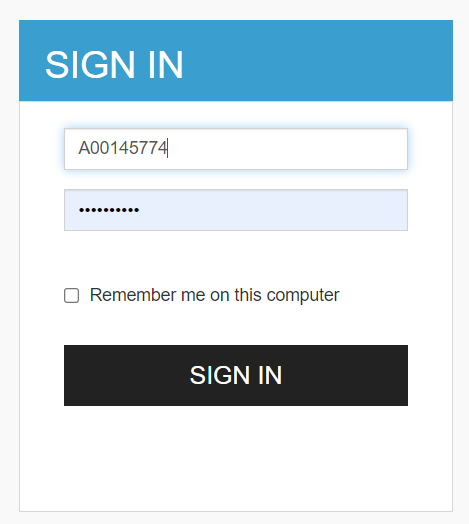 SIGN IN
A00145774
••••••••••
Remember me on this computer
SIGN IN